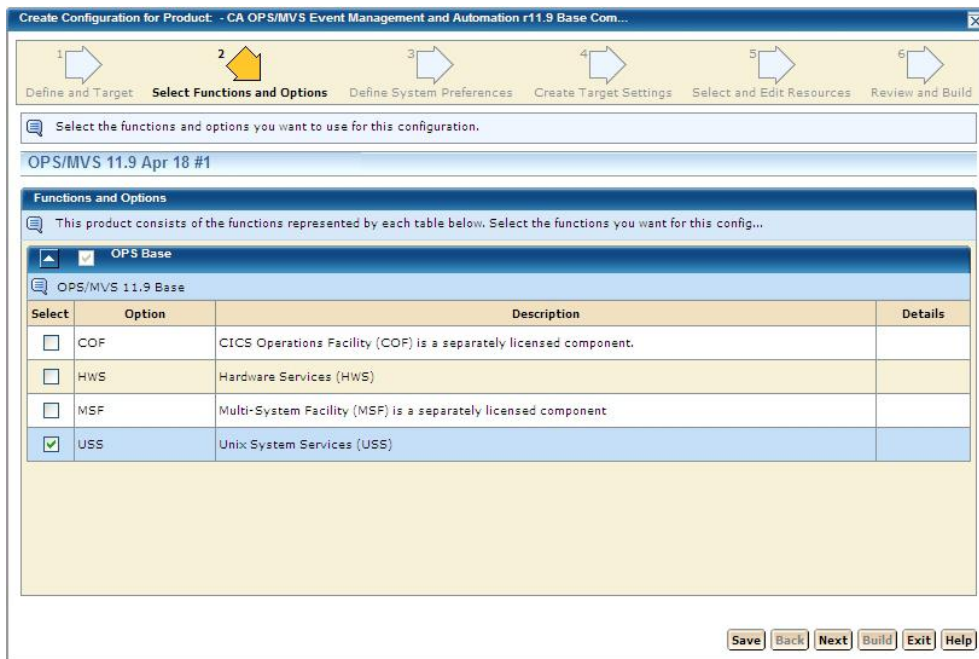 Create Configuration for Product: - CA OPS/MVS Event Management and Automation r11.9 Base Com...
1 2 3 4 5 6
Define and Target Select Functions and Options Define System Preferences Create Target Settings Select and Edit Resources Review and Build
Select the functions and options you want to use for this configuration.
OPS/MVS 11.9 Apr 18 #1
Functions and Options
This product consists of the functions represented by each table below. Select the functions you want for this config...
OPS Base
OPS/MVS 11.9 Base
Select Option Description Details
COF CICS Operations Facility (COF) is a separately licensed component.
HWS Hardware Services (HWS)
MSF Multi-System Facility (MSF) is a separately licensed component
USS Unix System Services (USS)
Save Back Next Build Exit Help